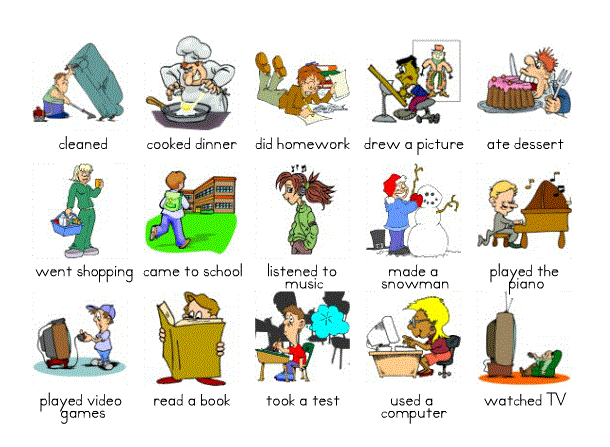 cleaned
cooked dinner
did homework
drew a picture
ate dessert
went shopping
came to school
listened to
music
made a
snowman
played the
piano
played video
games
read a book
took a test
used a
computer
watched TV